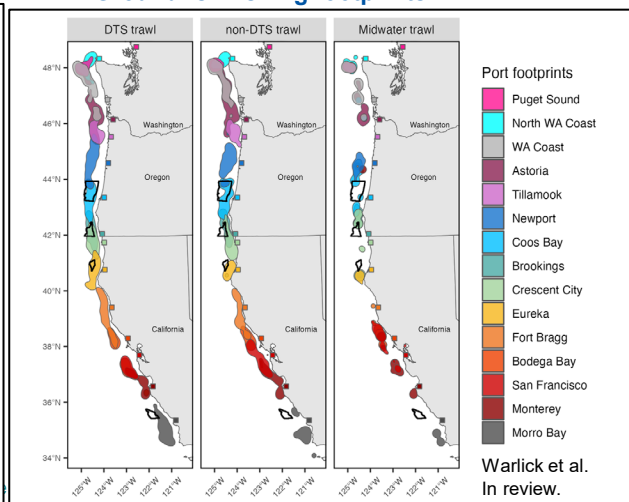 DTS trawl
non-DTS trawl
Midwater trawl
48°N
46°N
44°N
42°N
40°N
38°N
36°N
34°N
Washington
Oregon
California
Washington
Oregon
California
Washington
Oregon
California
125°W
124°W
123°W
122°W
121°W
125°W
124°W
123°W
122°W
121°W
125°W
124°W
123°W
122°W
121°W
Port footprints
Puget Sound
North WA Coast
WA Coast
Astoria
Tillamook
Newport
Coos Bay
Brookings
Crescent City
Eureka
Fort Bragg
Bodega Bay
San Francisco
Monterey
Morro Bay
Warlick et al.
In review.